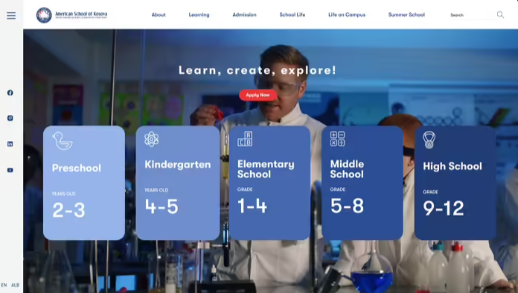 American School of Kosova
About
Learning
Admission
School Life
Life on Campus
Summer School
Search
Learn, create, explore!
Apply Now
Preschool
YEARS OLD
2-3
Kindergarten
YEARS OLD
4-5
Elementary
School
GRADE
1-4
Middle
School
GRADE
5-8
High School
GRADE
9-12
EN ALB